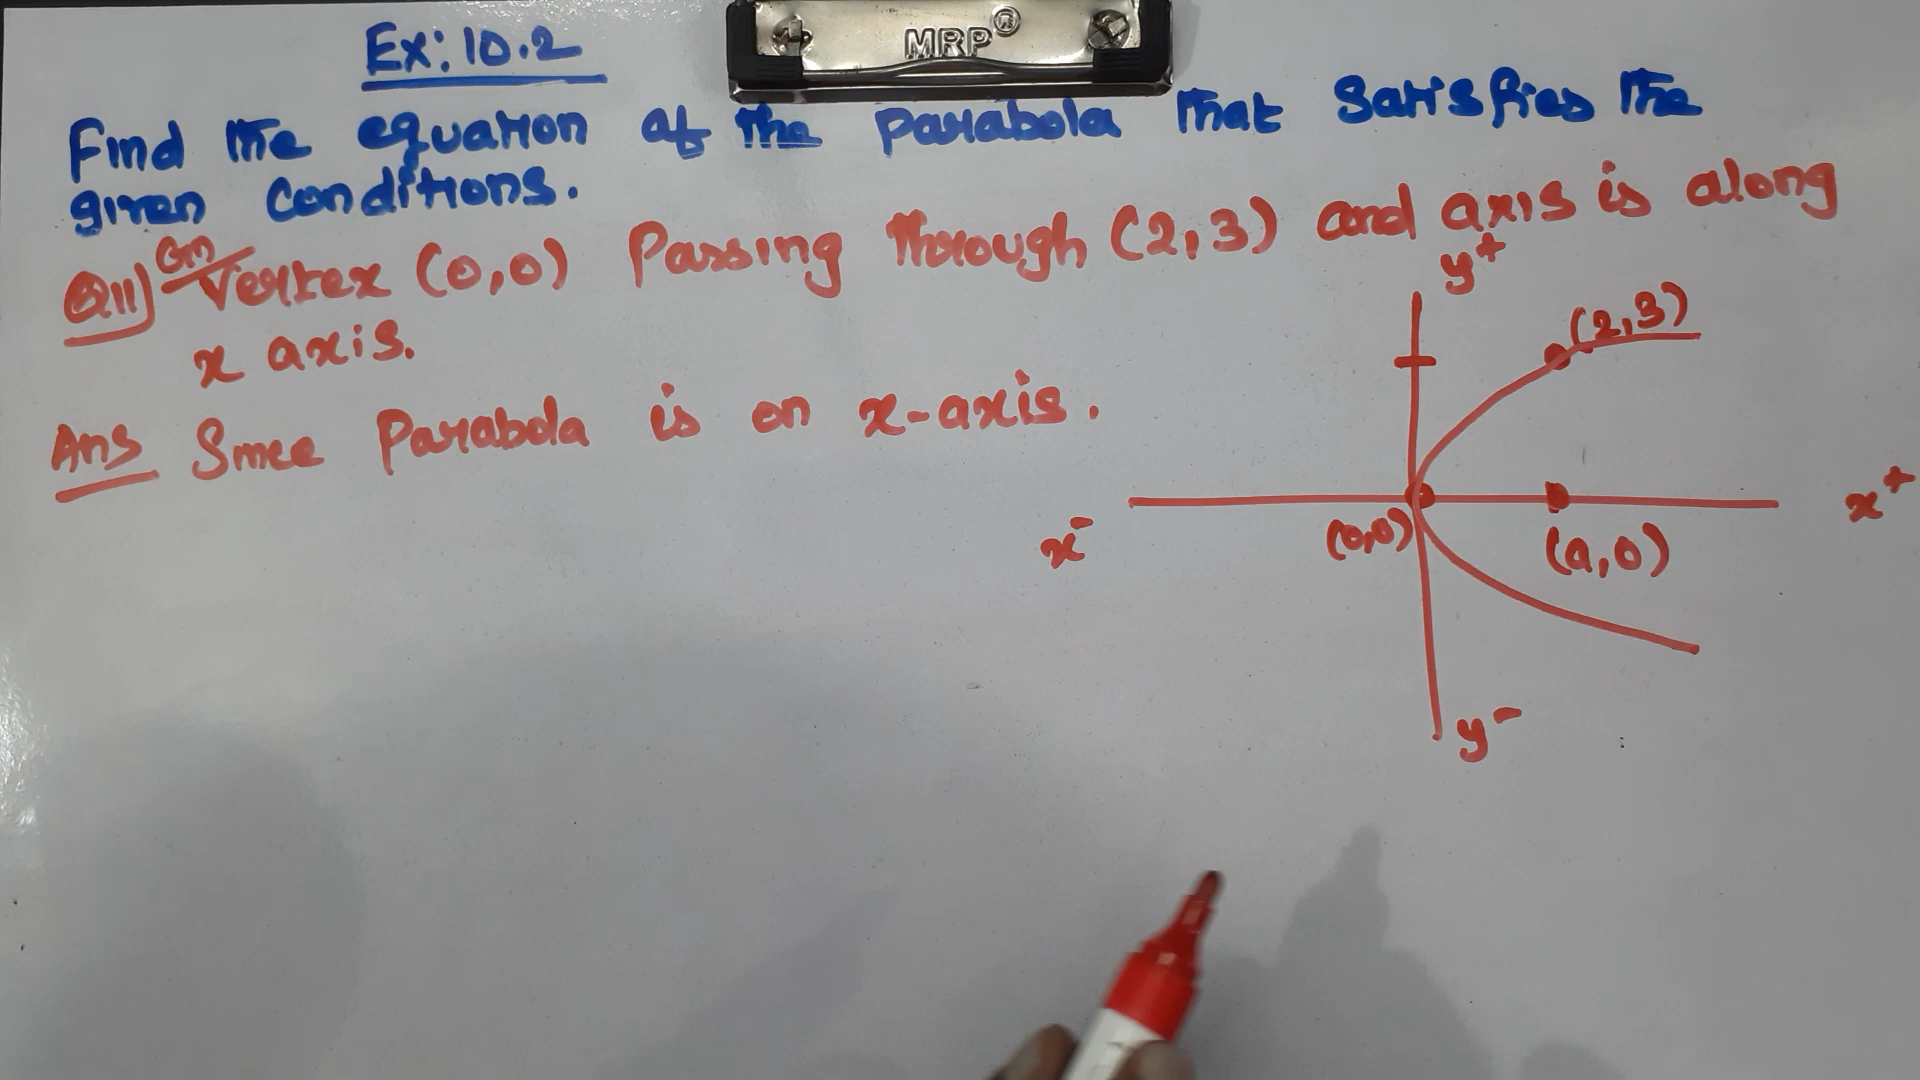 MRP®
Ex: 10.2
Find the equation of the parabola that satisfies the
given conditions.
Q11) Gn Vertex (0,0) Passing through (2,3) and axis is along
x axis.
Ans Since Parabola is on x-axis.
y+
(2,3)
x+
x-
(0,0)
(a,0)
y-